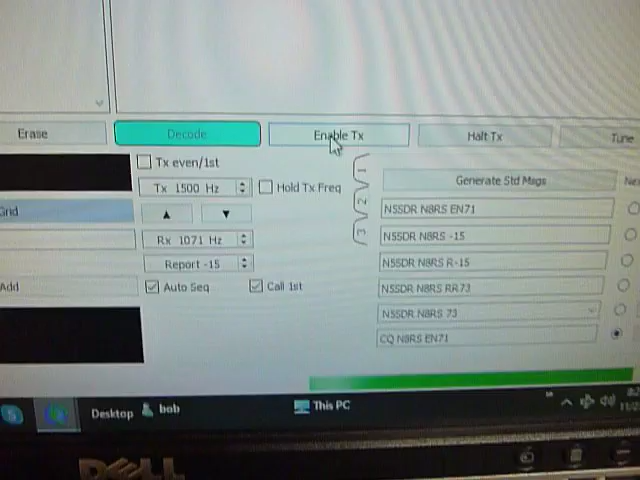 Erase Decode Enable Tx Halt Tx Tune
Tx even/1st
Tx 1500 Hz Hold Tx Freq
Rx 1071 Hz
Report -15
Auto Seq Call 1st
Grid
Add
1
2
3
Generate Std Msgs
N5SDR N8RS EN71
N5SDR N8RS -15
N5SDR N8RS R-15
N5SDR N8RS RR73
N5SDR N8RS 73
CQ N8RS EN71
Desktop bob This PC
DELL